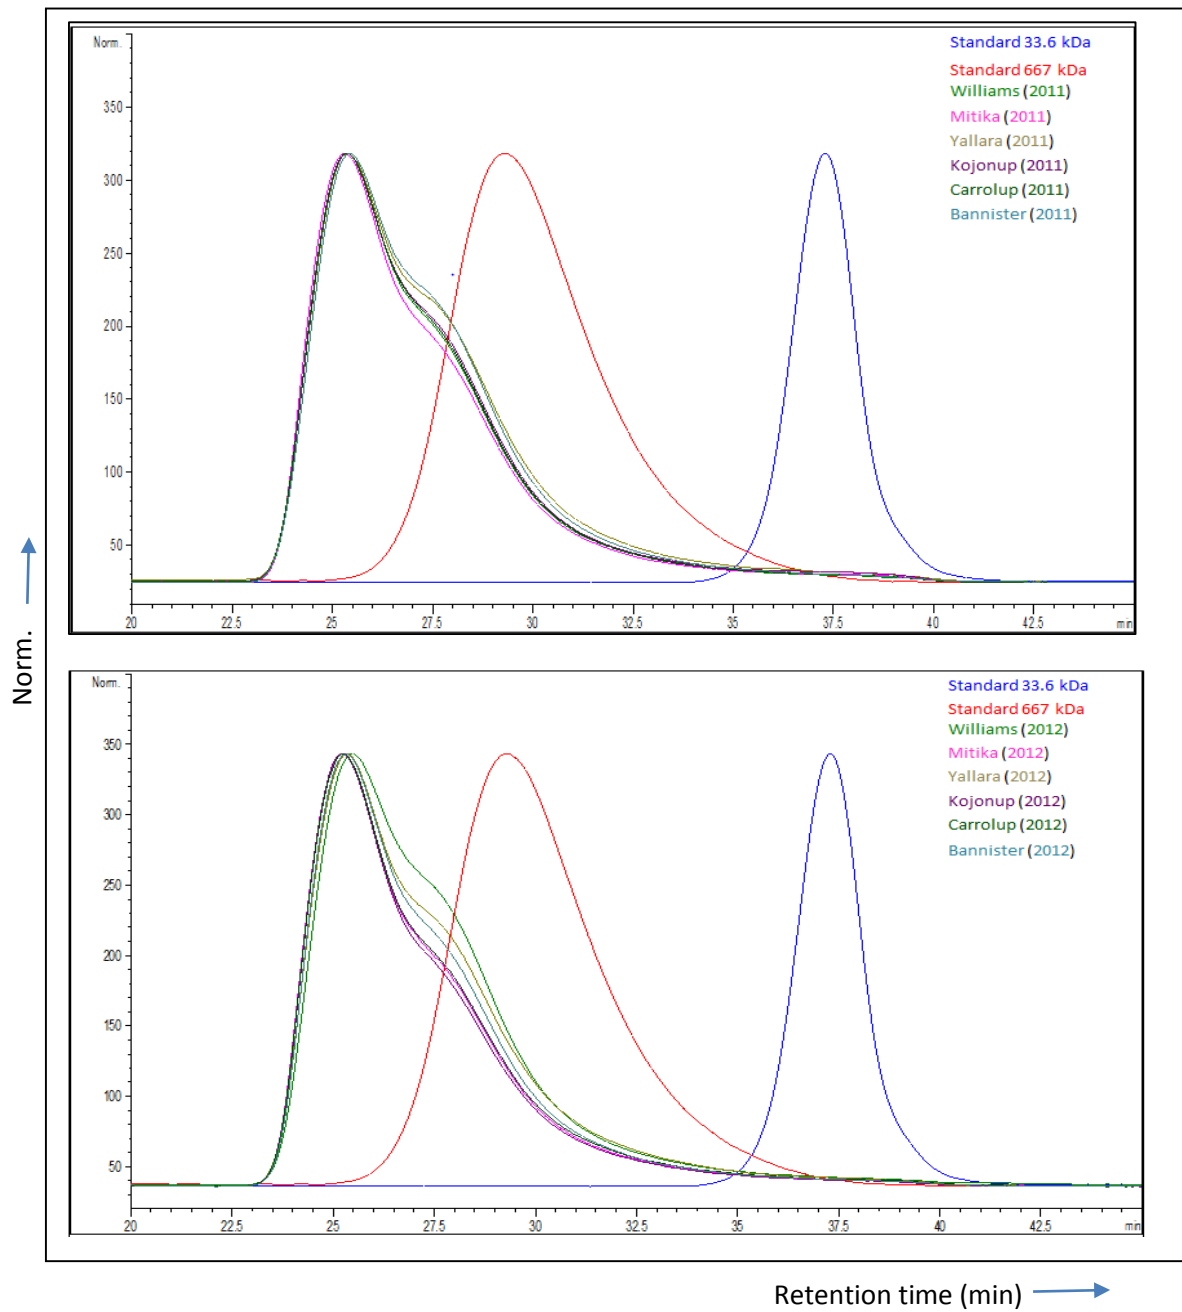 Norm.
350
300
250
200
150
100
50
20 22.5 25 27.5 30 32.5 35 37.5 40 42.5 min
Standard 33.6 kDa
Standard 667 kDa
Williams (2011)
Mitika (2011)
Yallara (2011)
Kojonup (2011)
Carrolup (2011)
Bannister (2011)
Norm.
Norm.
350
300
250
200
150
100
50
20 22.5 25 27.5 30 32.5 35 37.5 40 42.5 min
Standard 33.6 kDa
Standard 667 kDa
Williams (2012)
Mitika (2012)
Yallara (2012)
Kojonup (2012)
Carrolup (2012)
Bannister (2012)
Retention time (min)